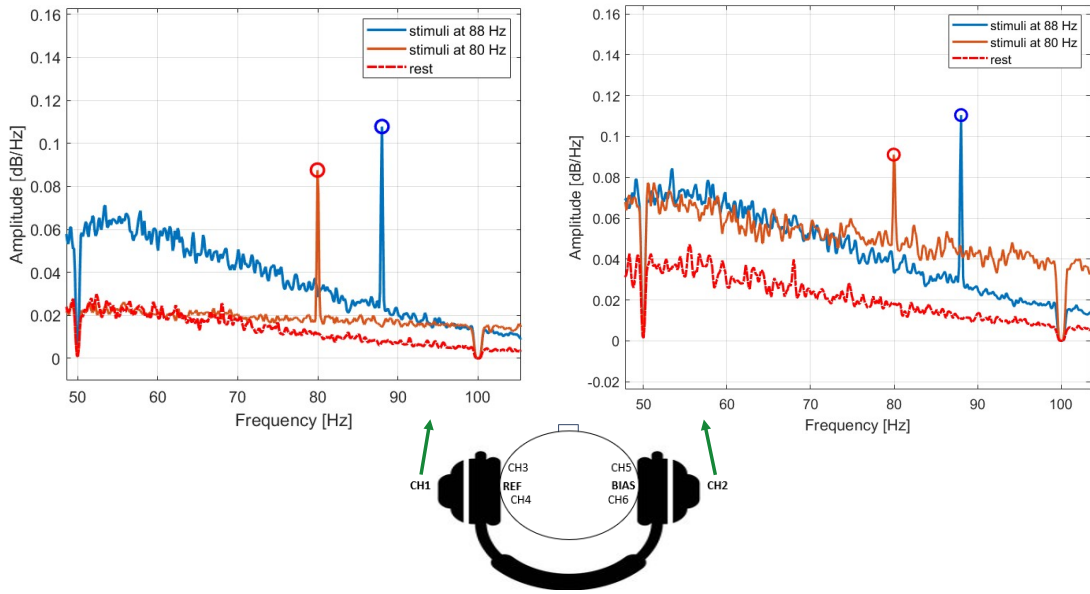 0.16
0.14
0.12
0.1
0.08
0.06
0.04
0.02
0
Amplitude [dB/Hz]
stimuli at 88 Hz
stimuli at 80 Hz
rest
50 60 70 80 90 100
Frequency [Hz]
0.16
0.14
0.12
0.1
0.08
0.06
0.04
0.02
0
-0.02
Amplitude [dB/Hz]
stimuli at 88 Hz
stimuli at 80 Hz
rest
50 60 70 80 90 100
Frequency [Hz]
CH3 CH5
CH1 REF BIAS CH2
CH4 CH6